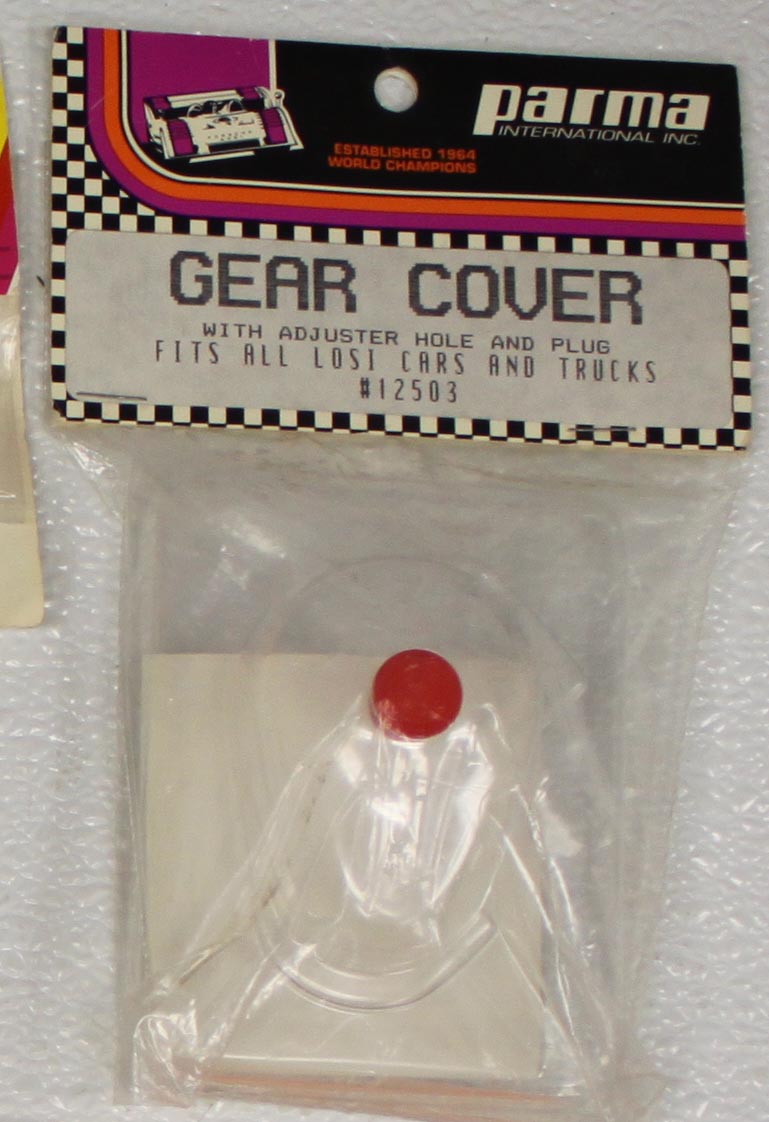 parma
INTERNATIONAL INC.
ESTABLISHED 1964
WORLD CHAMPIONS
GEAR COVER
WITH ADJUSTER HOLE AND PLUG
FITS ALL LOSI CARS AND TRUCKS
#12503